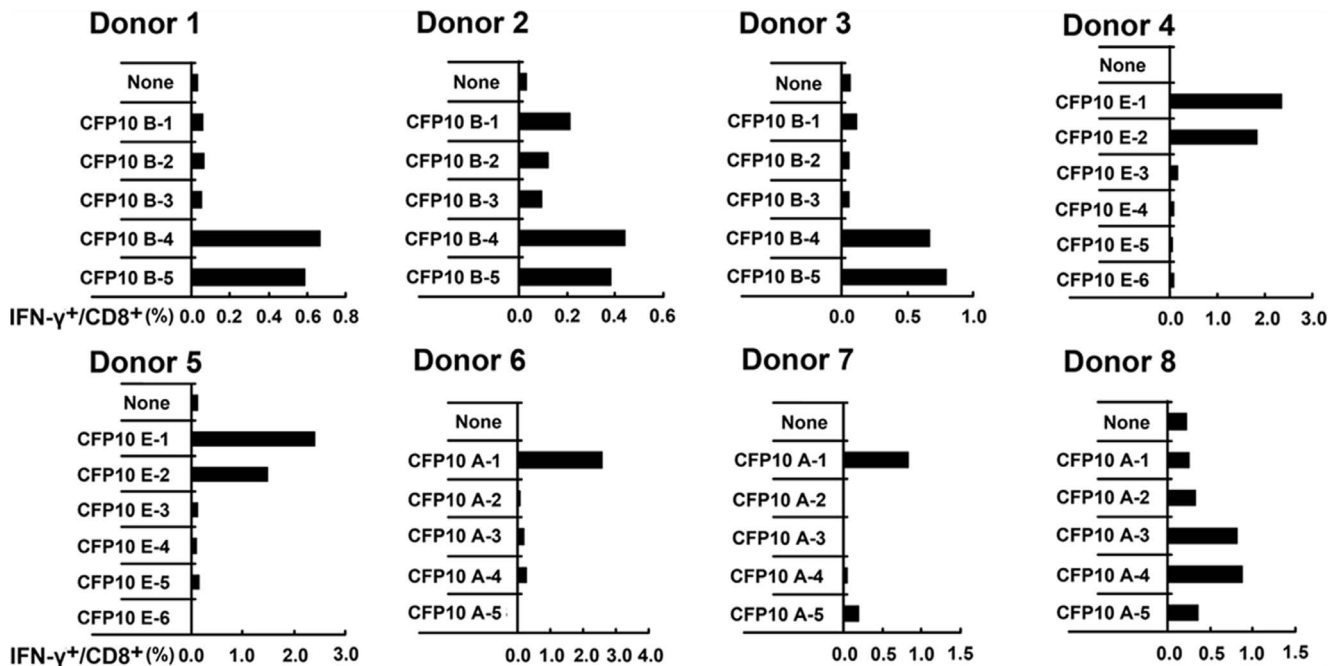 Donor 1
None
CFP10 B-1
CFP10 B-2
CFP10 B-3
CFP10 B-4
CFP10 B-5
IFN-γ+/CD8+(%) 0.0 0.2 0.4 0.6 0.8
Donor 2
None
CFP10 B-1
CFP10 B-2
CFP10 B-3
CFP10 B-4
CFP10 B-5
0.0 0.2 0.4 0.6
Donor 3
None
CFP10 B-1
CFP10 B-2
CFP10 B-3
CFP10 B-4
CFP10 B-5
0.0 0.5 1.0
Donor 4
None
CFP10 E-1
CFP10 E-2
CFP10 E-3
CFP10 E-4
CFP10 E-5
CFP10 E-6
0.0 1.0 2.0 3.0
Donor 5
None
CFP10 E-1
CFP10 E-2
CFP10 E-3
CFP10 E-4
CFP10 E-5
CFP10 E-6
IFN-γ+/CD8+(%) 0.0 1.0 2.0 3.0
Donor 6
None
CFP10 A-1
CFP10 A-2
CFP10 A-3
CFP10 A-4
CFP10 A-5
0.0 1.0 2.0 3.0 4.0
Donor 7
None
CFP10 A-1
CFP10 A-2
CFP10 A-3
CFP10 A-4
CFP10 A-5
0.0 0.5 1.0 1.5
Donor 8
None
CFP10 A-1
CFP10 A-2
CFP10 A-3
CFP10 A-4
CFP10 A-5
0.0 0.5 1.0 1.5